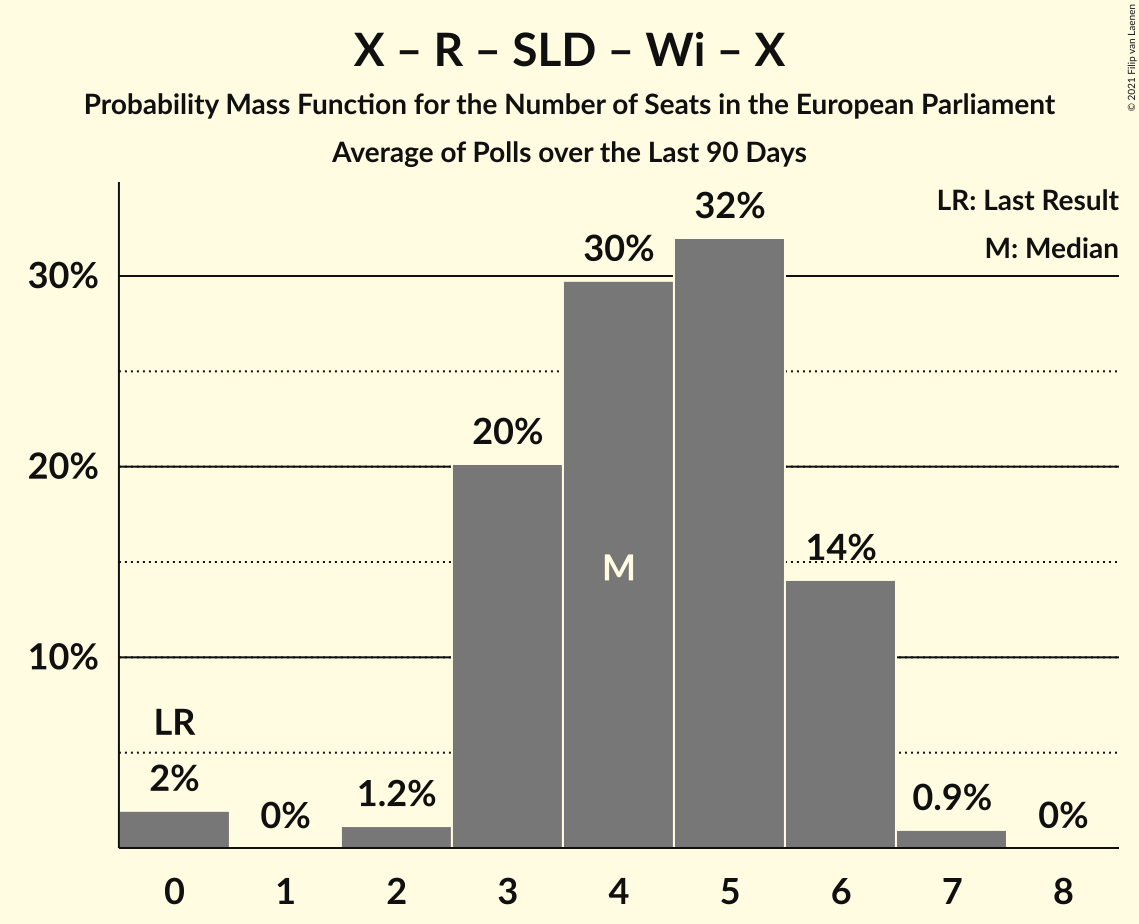 X – R – SLD – Wi – X
Probability Mass Function for the Number of Seats in the European Parliament
Average of Polls over the Last 90 Days
© 2021 Filip van Laenen
LR: Last Result
M: Median
30%
20%
10%
LR
2%
0%
1.2%
20%
30%
M
32%
14%
0.9%
0%
0 1 2 3 4 5 6 7 8